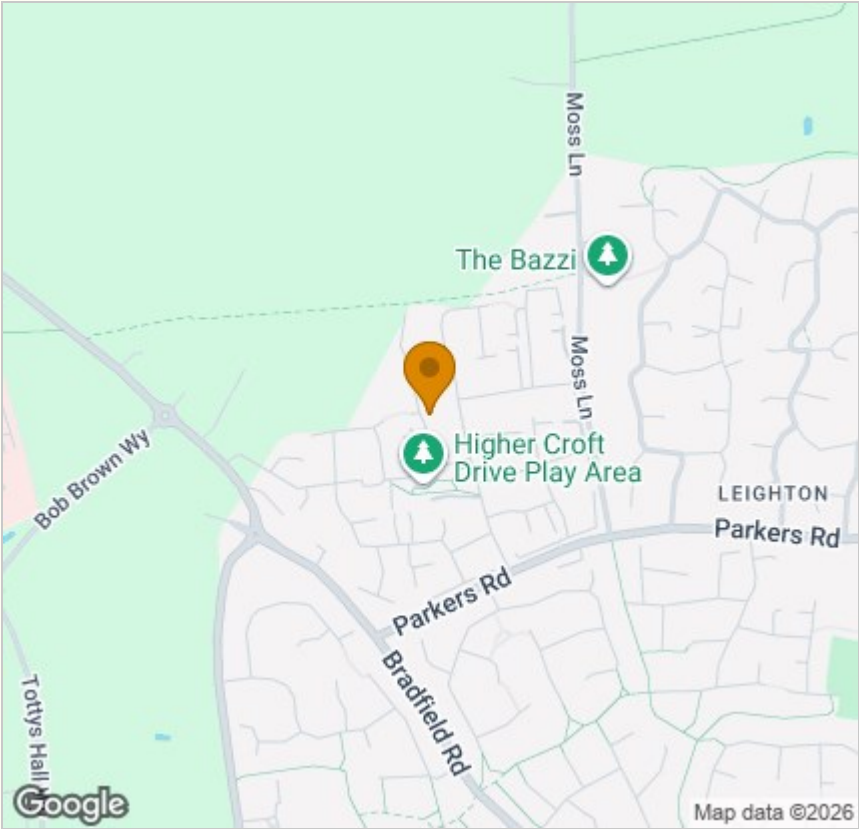 Moss Ln
The Bazzi
Moss Ln
Higher Croft
Drive Play Area
Bob Brown Wy
LEIGHTON
Parkers Rd
Parkers Rd
Bradfield Rd
Tottys Hall
Google
Map data ©2026